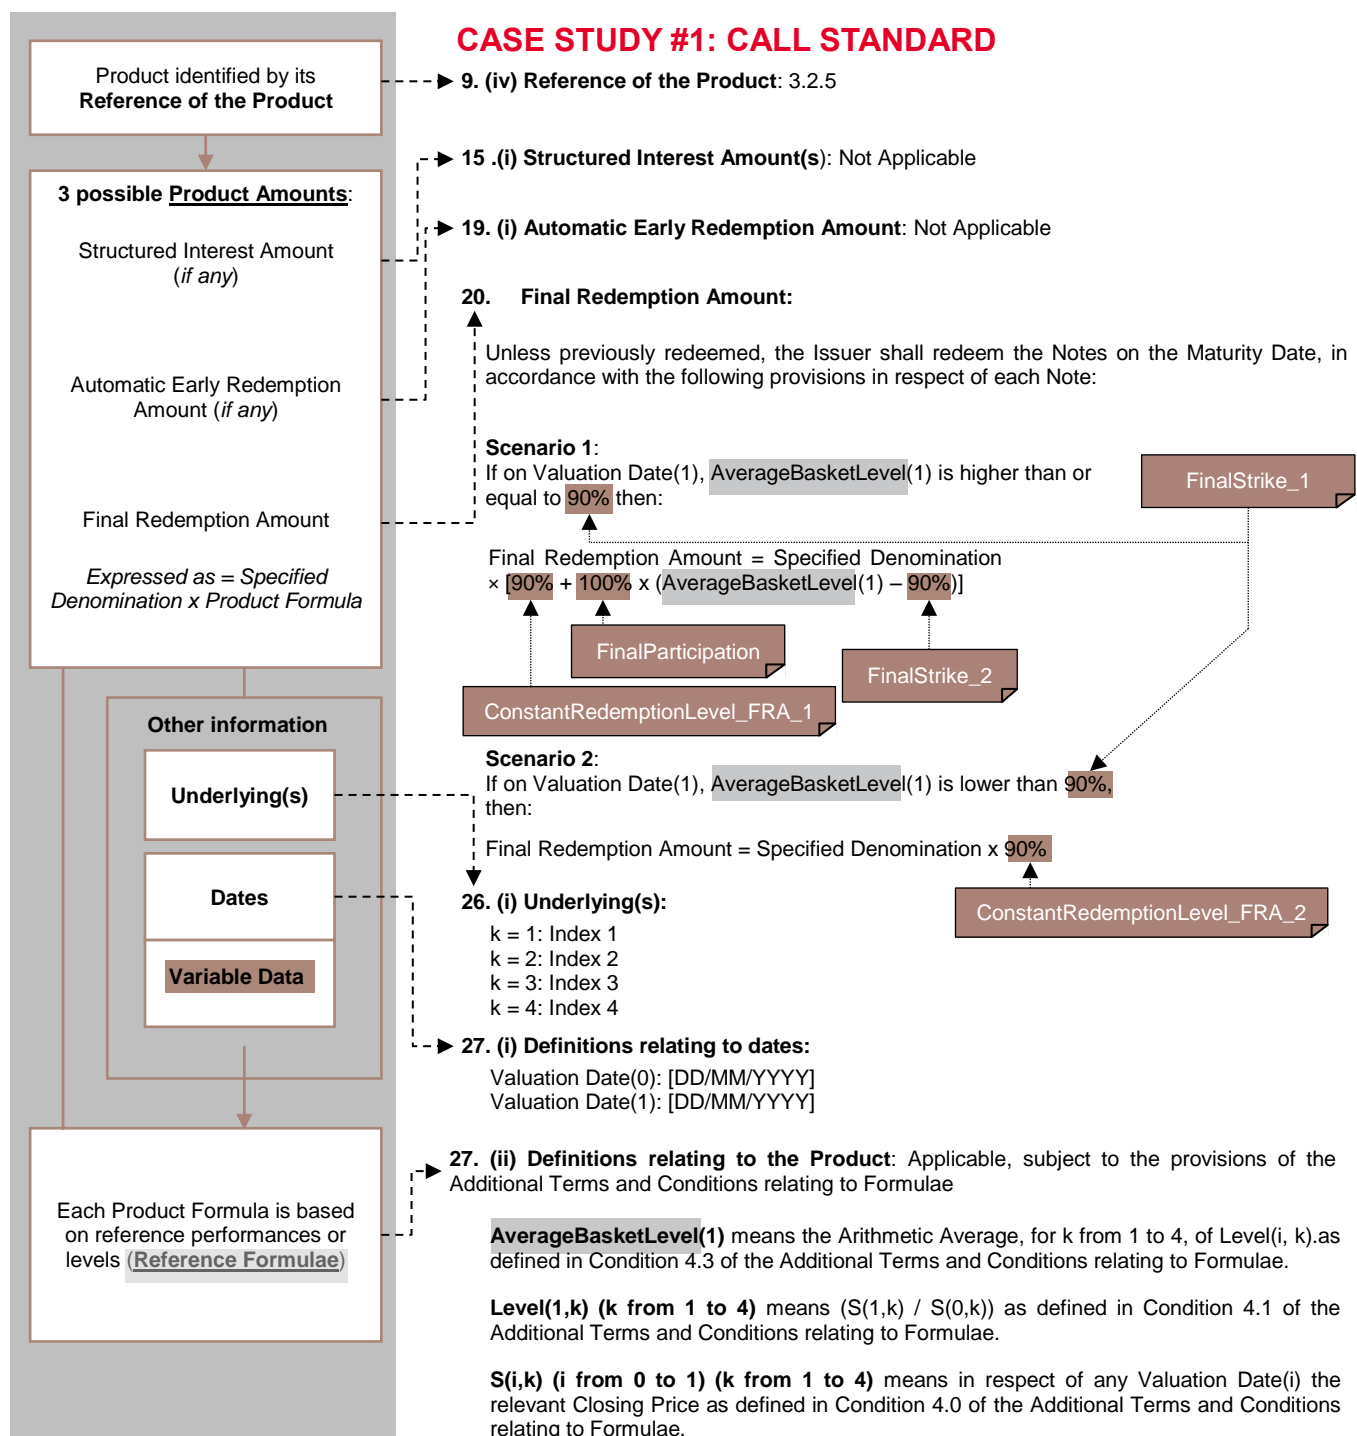 CASE STUDY #1: CALL STANDARD
Product identified by its
Reference of the Product
9. (iv) Reference of the Product: 3.2.5
15 .(i) Structured Interest Amount(s): Not Applicable
3 possible Product Amounts:
19. (i) Automatic Early Redemption Amount: Not Applicable
Structured Interest Amount
(if any)
Automatic Early Redemption
Amount (if any)
Final Redemption Amount
Expressed as = Specified
Denomination x Product Formula
20. Final Redemption Amount:
Unless previously redeemed, the Issuer shall redeem the Notes on the Maturity Date, in
accordance with the following provisions in respect of each Note:
Scenario 1:
If on Valuation Date(1), AverageBasketLevel(1) is higher than or
equal to 90% then:
FinalStrike_1
Final Redemption Amount = Specified Denomination
× [90% + 100% x (AverageBasketLevel(1) – 90%)]
FinalParticipation
FinalStrike_2
ConstantRedemptionLevel_FRA_1
Scenario 2:
If on Valuation Date(1), AverageBasketLevel(1) is lower than 90%,
then:
Final Redemption Amount = Specified Denomination x 90%
ConstantRedemptionLevel_FRA_2
Other information
Underlying(s)
Dates
Variable Data
26. (i) Underlying(s):
k = 1: Index 1
k = 2: Index 2
k = 3: Index 3
k = 4: Index 4
27. (i) Definitions relating to dates:
Valuation Date(0): [DD/MM/YYYY]
Valuation Date(1): [DD/MM/YYYY]
Each Product Formula is based
on reference performances or
levels (Reference Formulae)
27. (ii) Definitions relating to the Product: Applicable, subject to the provisions of the
Additional Terms and Conditions relating to Formulae
AverageBasketLevel(1) means the Arithmetic Average, for k from 1 to 4, of Level(i, k).as
defined in Condition 4.3 of the Additional Terms and Conditions relating to Formulae.
Level(1,k) (k from 1 to 4) means (S(1,k) / S(0,k)) as defined in Condition 4.1 of the
Additional Terms and Conditions relating to Formulae.
S(i,k) (i from 0 to 1) (k from 1 to 4) means in respect of any Valuation Date(i) the
relevant Closing Price as defined in Condition 4.0 of the Additional Terms and Conditions
relating to Formulae.